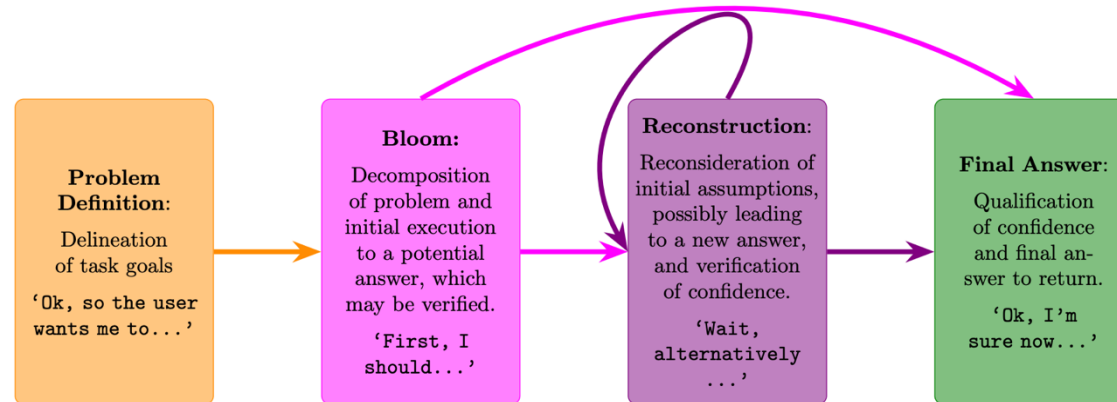 Problem
Definition:
Delineation
of task goals
‘Ok, so the user
wants me to...’
Bloom:
Decomposition
of problem and
initial execution
to a potential
answer, which
may be verified.
‘First, I
should...’
Reconstruction:
Reconsideration of
initial assumptions,
possibly leading
to a new answer,
and verification
of confidence.
‘Wait,
alternatively
...’
Final Answer:
Qualification
of confidence
and final an-
swer to return.
‘Ok, I’m
sure now...’